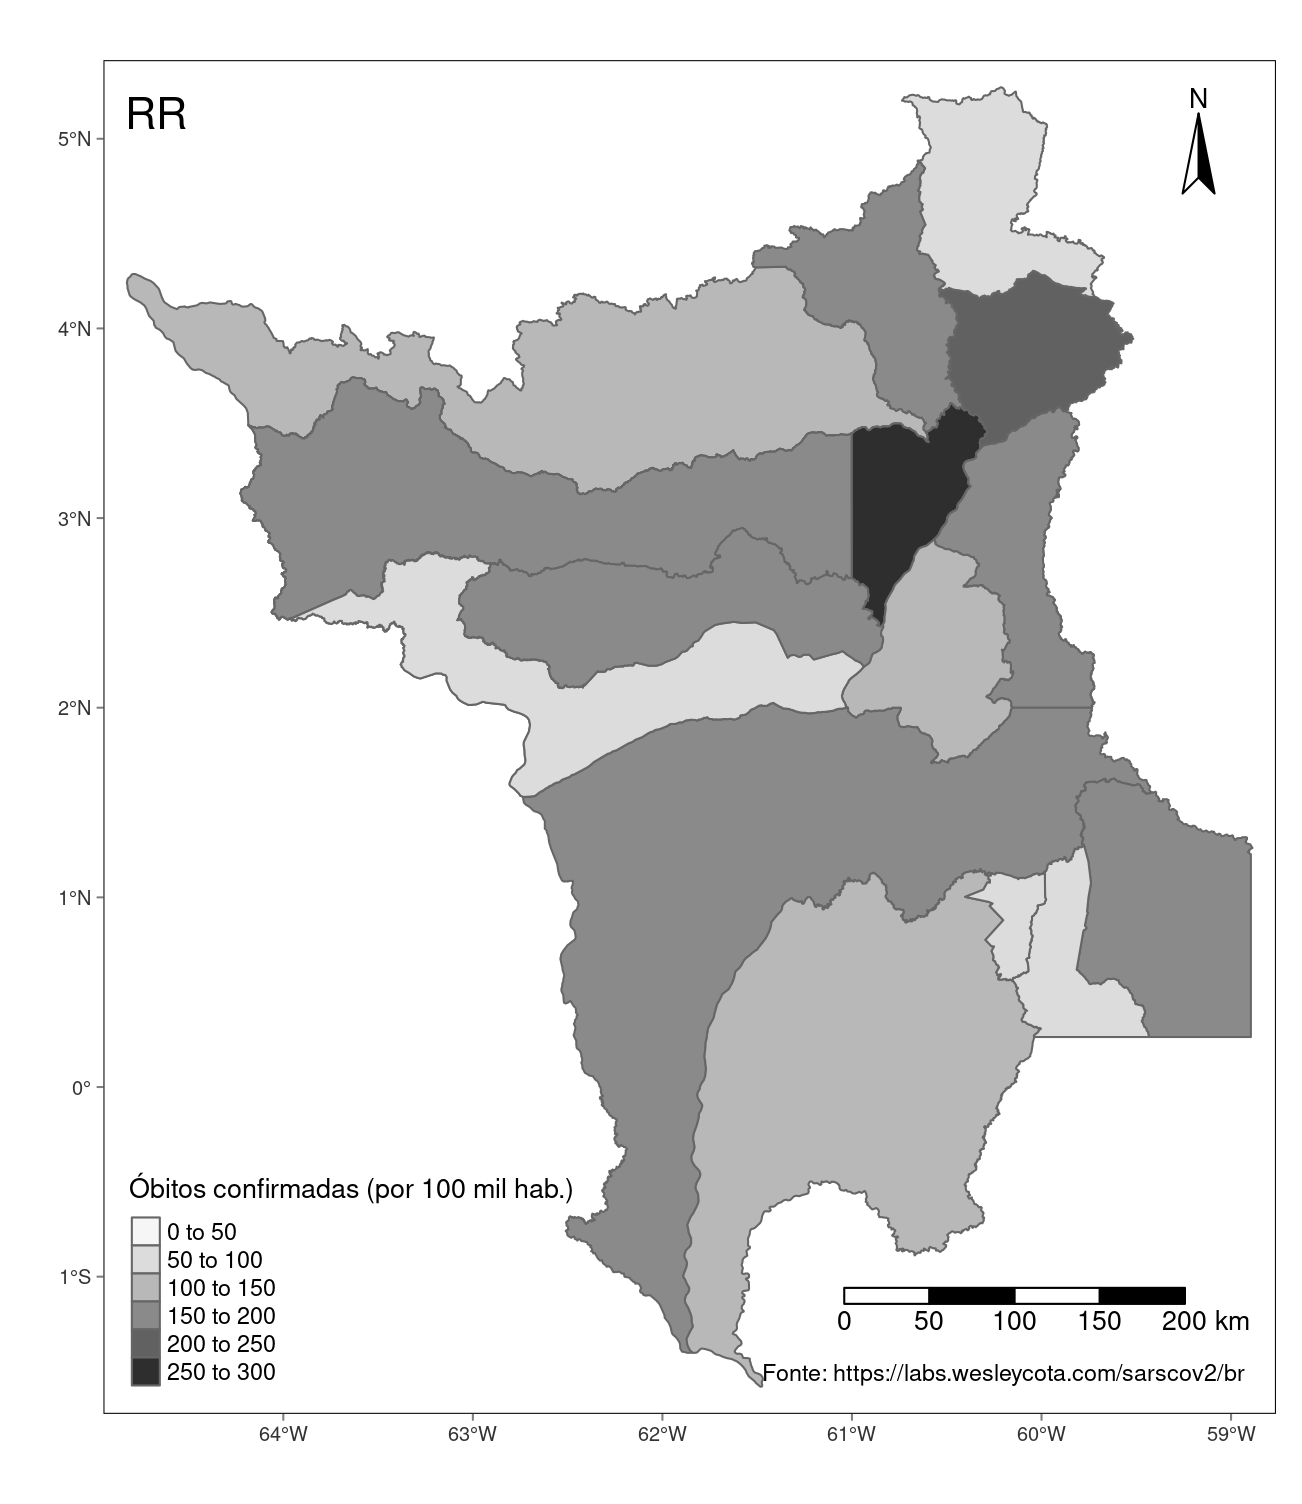 RR
N
5°N
4°N
3°N
2°N
1°N
0°
1°S
Óbitos confirmadas (por 100 mil hab.)
0 to 50
50 to 100
100 to 150
150 to 200
200 to 250
250 to 300
0 50 100 150 200 km
Fonte: https://labs.wesleycota.com/sarscov2/br
64°W 63°W 62°W 61°W 60°W 59°W